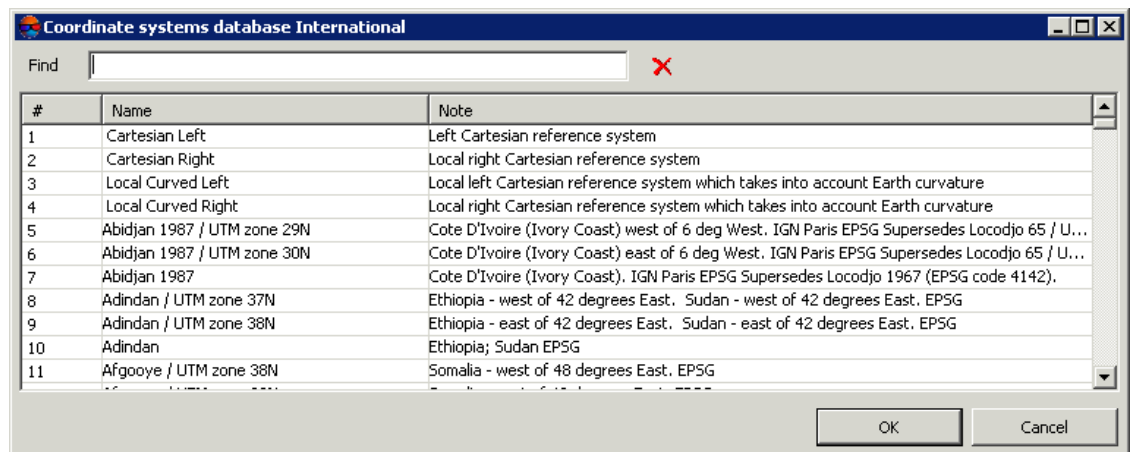 Coordinate systems database International
Find
# Name Note
1 Cartesian Left Left Cartesian reference system
2 Cartesian Right Local right Cartesian reference system
3 Local Curved Left Local left Cartesian reference system which takes into account Earth curvature
4 Local Curved Right Local right Cartesian reference system which takes into account Earth curvature
5 Abidjan 1987 / UTM zone 29N Cote D'Ivoire (Ivory Coast) west of 6 deg West. IGN Paris EPSG Supersedes Locodjo 65 / U...
6 Abidjan 1987 / UTM zone 30N Cote D'Ivoire (Ivory Coast) east of 6 deg West. IGN Paris EPSG Supersedes Locodjo 65 / U...
7 Abidjan 1987 Cote D'Ivoire (Ivory Coast). IGN Paris EPSG Supersedes Locodjo 1967 (EPSG code 4142).
8 Adindan / UTM zone 37N Ethiopia - west of 42 degrees East. Sudan - west of 42 degrees East. EPSG
9 Adindan / UTM zone 38N Ethiopia - east of 42 degrees East. Sudan - east of 42 degrees East. EPSG
10 Adindan Ethiopia; Sudan EPSG
11 Afgooye / UTM zone 38N Somalia - west of 48 degrees East. EPSG
OK Cancel